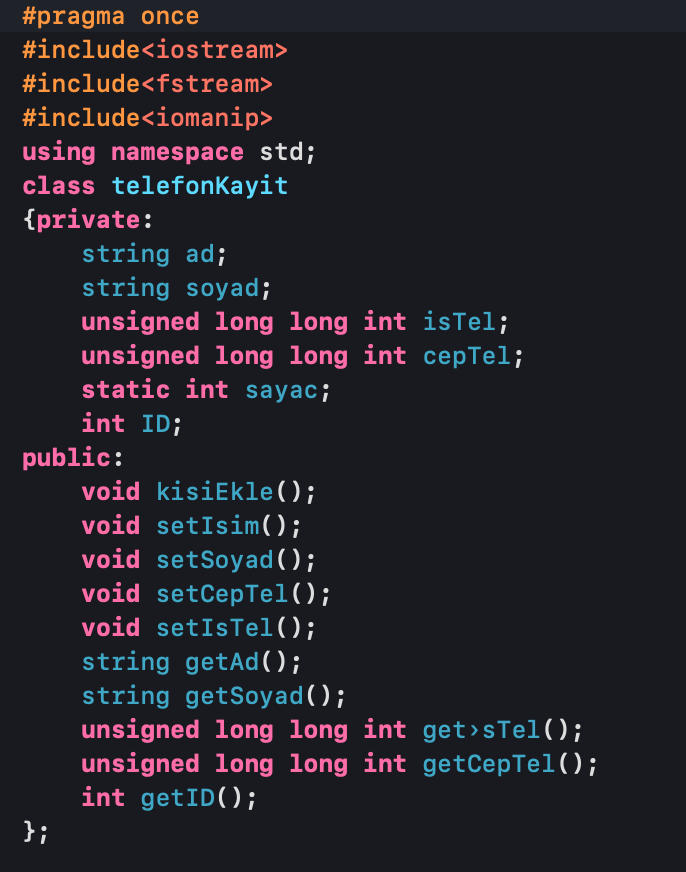 #pragma once
#include<iostream>
#include<fstream>
#include<iomanip>
using namespace std;
class telefonKayit
{private:
    string ad;
    string soyad;
    unsigned long long int isTel;
    unsigned long long int cepTel;
    static int sayac;
    int ID;
public:
    void kisiEkle();
    void setIsim();
    void setSoyad();
    void setCepTel();
    void setIsTel();
    string getAd();
    string getSoyad();
    unsigned long long int get›sTel();
    unsigned long long int getCepTel();
    int getID();
};